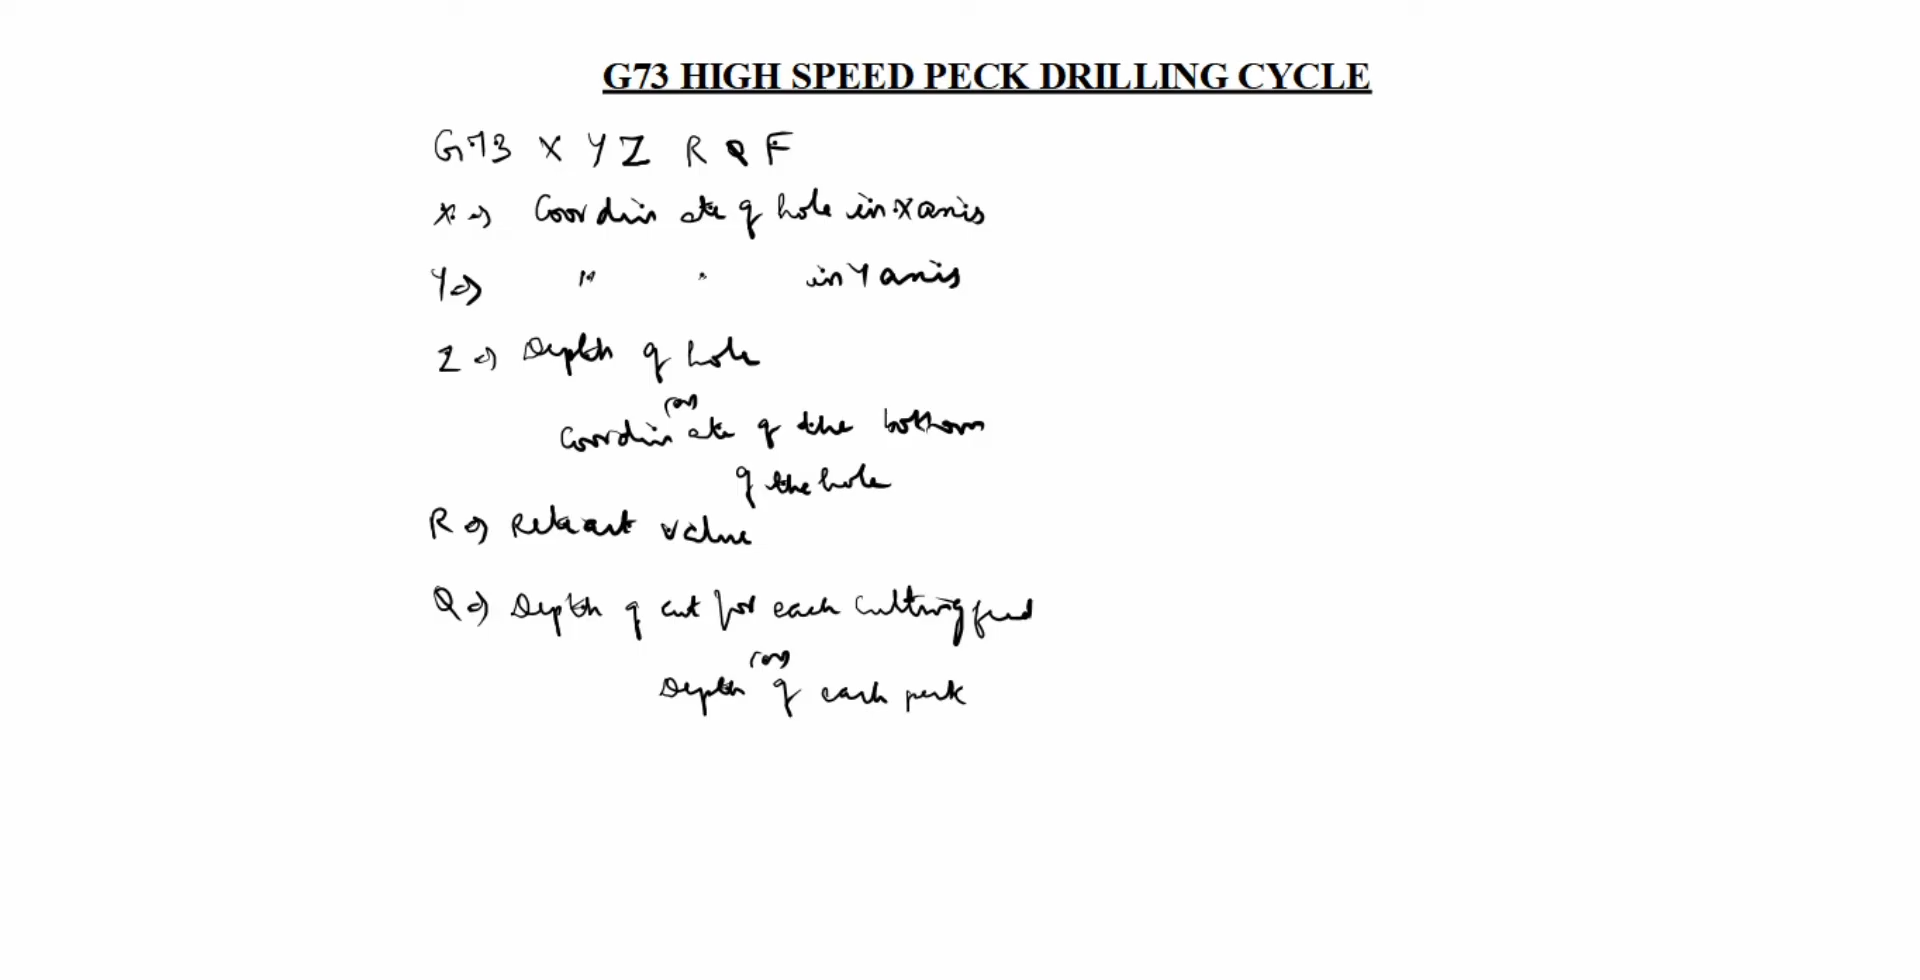 G73 HIGH SPEED PECK DRILLING CYCLE
G73 X Y Z R Q F
X ⇒ Coordinate of hole in X axis
Y ⇒ " " in Y axis
Z ⇒ Depth of hole
(or)
Coordinate of the bottom
of the hole
R ⇒ Retract value
Q ⇒ Depth of cut for each cutting feed
(or)
Depth of each peck